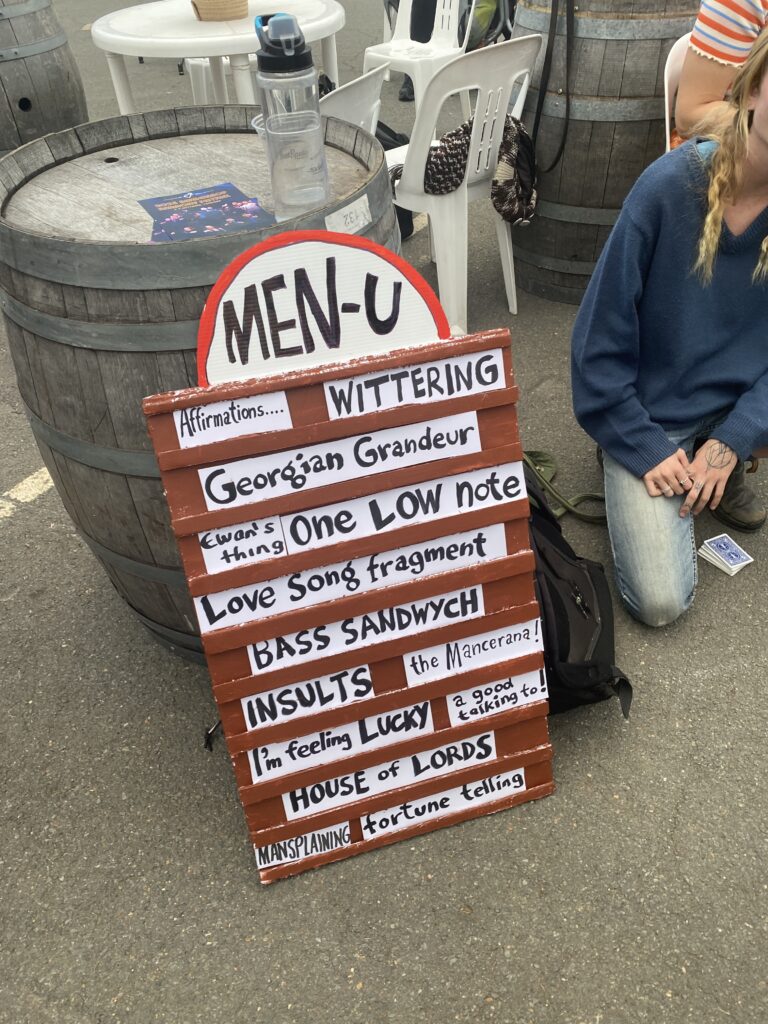 MEN-U
Affirmations.... WITTERING
Georgian Grandeur
Ewan's thing One Low note
Love Song fragment
BASS SANDWYCH
INSULTS the Mancerana!
I'm feeling LUCKY a good talking to!
HOUSE of LORDS
MANSPLAINING fortune telling